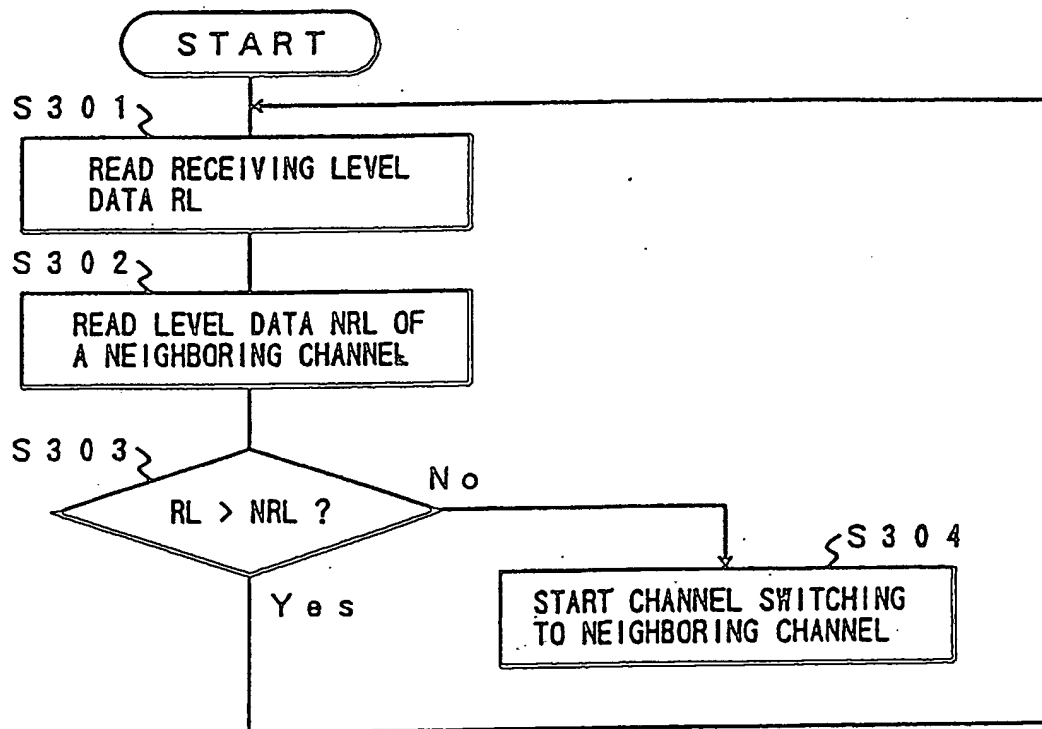 START
S301
READ RECEIVING LEVEL
DATA RL
S302
READ LEVEL DATA NRL OF
A NEIGHBORING CHANNEL
S303
RL > NRL ?
No
Yes
S304
START CHANNEL SWITCHING
TO NEIGHBORING CHANNEL